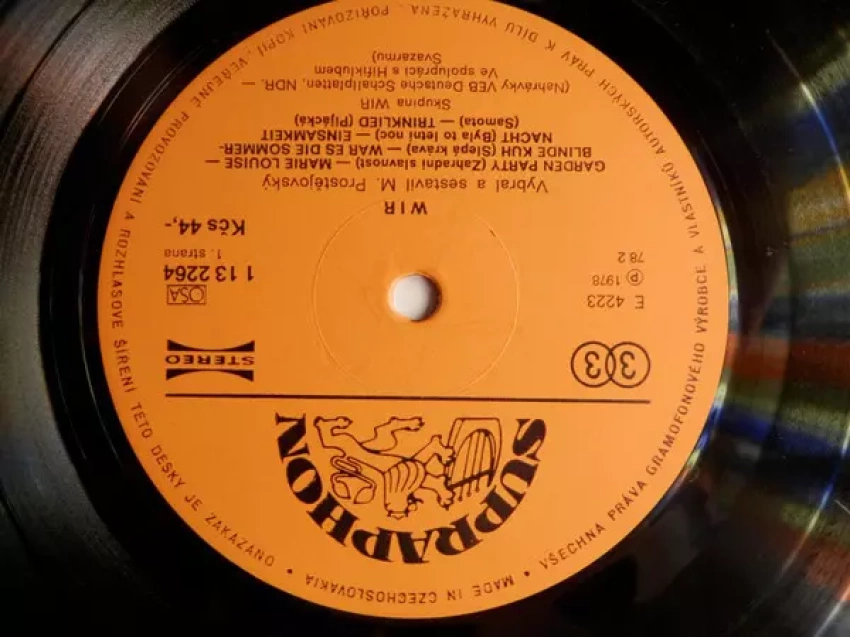 SUPRAPHON
33
STEREO
E 4223
OSA
℗ 1978
1 13 2264
78 2
1. strana
Kčs 44,-
WIR
Vybral a sestavil M. Prostějovský
GARDEN PARTY (Zahradní slavnost) — MARIE LOUISE —
BLINDE KUH (Slepá kráva) — WAR ES DIE SOMMER-
NACHT (Byla to letní noc) — EINSAMKEIT
(Samota) — TRINKLIED (Pijácká)
Skupina WIR
(Nahrávky VEB Deutsche Schallplatten, NDR. —
Ve spolupráci s Hifiklubem
Svazarmu)
MADE IN CZECHOSLOVAKIA • VŠECHNA PRÁVA GRAMOFONOVÉHO VÝROBCE A VLASTNÍKŮ AUTORSKÝCH PRÁV K DÍLU VYHRAZENA. POŘIZOVÁNÍ KOPIÍ, VEŘEJNÉ PROVOZOVÁNÍ A ROZHLASOVÉ ŠÍŘENÍ TÉTO DESKY JE ZAKÁZÁNO •